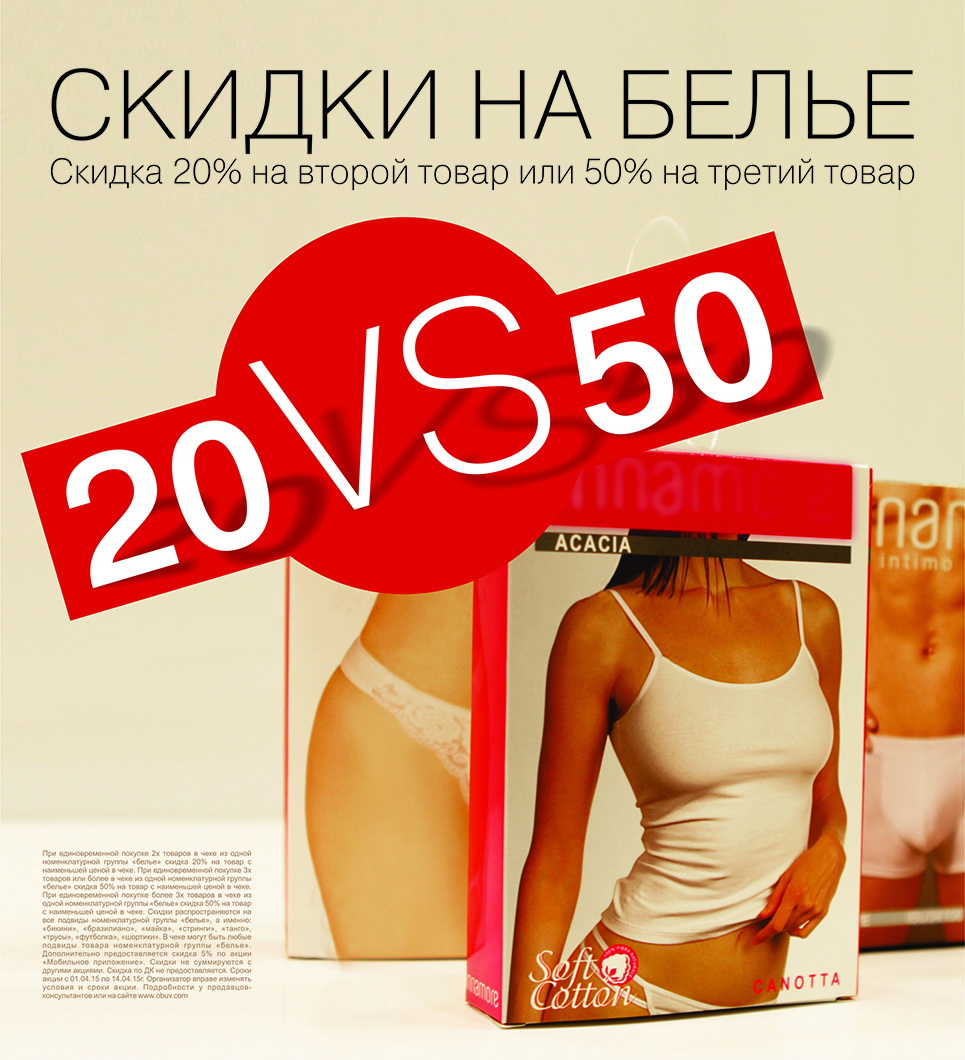 СКИДКИ НА БЕЛЬЕ
Скидка 20% на второй товар или 50% на третий товар
20 VS 50
innamore
ACACIA
nam
intimo
При единовременной покупке 2х товаров в чеке из одной
номенклатурной группы «белье» скидка 20% на товар с
наименьшей ценой в чеке. При единовременной покупке 3х
товаров или более в чеке из одной номенклатурной группы
«белье» скидка 50% на товар с наименьшей ценой в чеке.
При единовременной покупке более 3х товаров в чеке из
одной номенклатурной группы «белье» скидка 50% на товар
с наименьшей ценой в чеке. Скидки распространяются на
все подвиды номенклатурной группы «белье», а именно:
«бикини», «бразилиано», «майка», «стринги», «танго»,
«трусы», «футболка», «шортики». В чеке могут быть любые
подвиды товара номенклатурной группы «белье».
Дополнительно предоставляется скидка 5% по акции
«Мобильное приложение». Скидки не суммируются с
другими акциями. Скидка по ДК не предоставляется. Сроки
акции с 01.04.15 по 14.04.15г. Организатор вправе изменять
условия и сроки акции. Подробности у продавцов-
консультантов или на сайте www.obuv.com
innamore
Soft
Cotton
CANOTTA